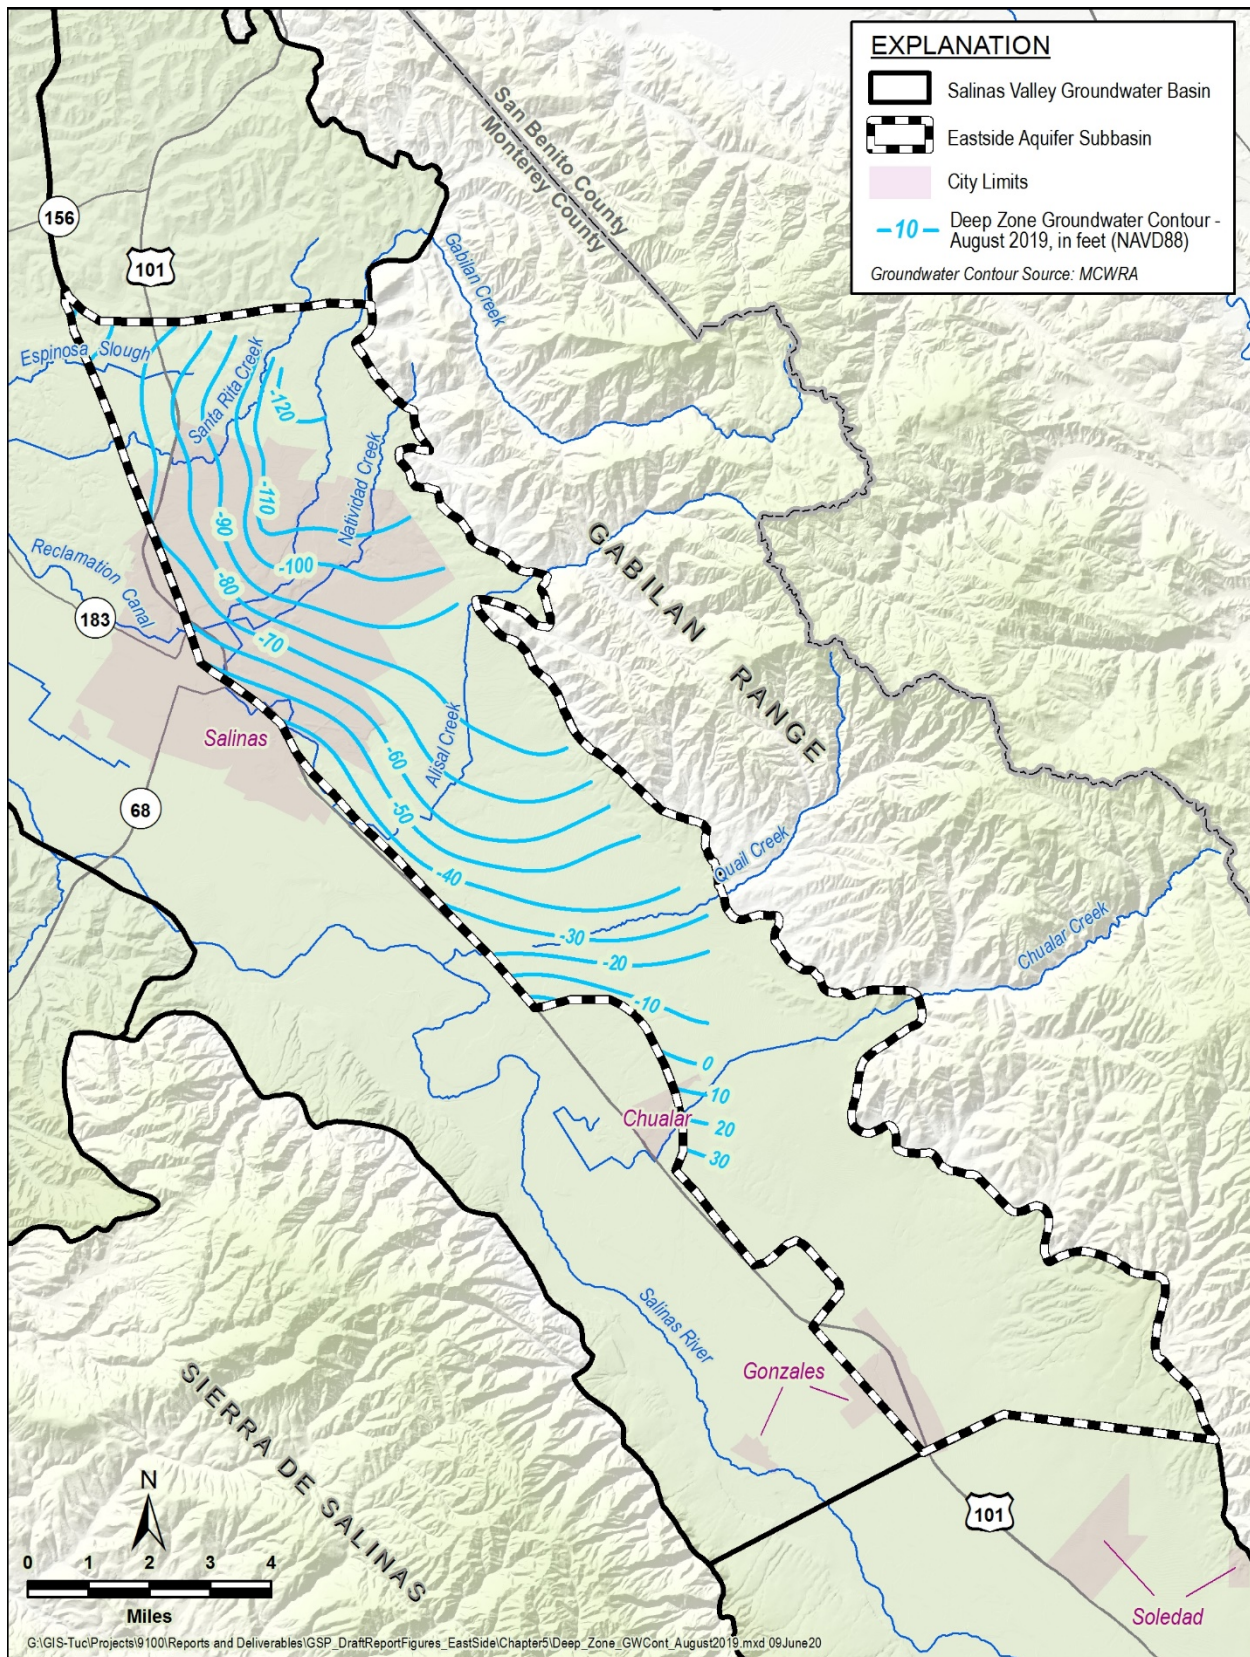 EXPLANATION
Salinas Valley Groundwater Basin
Eastside Aquifer Subbasin
City Limits
-10
Deep Zone Groundwater Contour -
August 2019, in feet (NAVD88)
Groundwater Contour Source: MCWRA
San Benito County
Monterey County
156
101
Gabilan Creek
Espinosa Slough
Santa Rita Creek
-120
Natividad Creek
-110
-90
-100
-80
-70
Reclamation Canal
183
GABILAN RANGE
Salinas
Alisal Creek
-60
-50
68
-40
Quail Creek
-30
-20
-10
Chualar Creek
0
10
20
30
Chualar
Salinas River
Gonzales
SIERRA DE SALINAS
101
Soledad
N
0 1 2 3 4
Miles
G:\GIS-Tuc\Projects\9100\Reports and Deliverables\GSP_DraftReportFigures_EastSide\Chapter5\Deep_Zone_GWCont_August2019.mxd 09June20